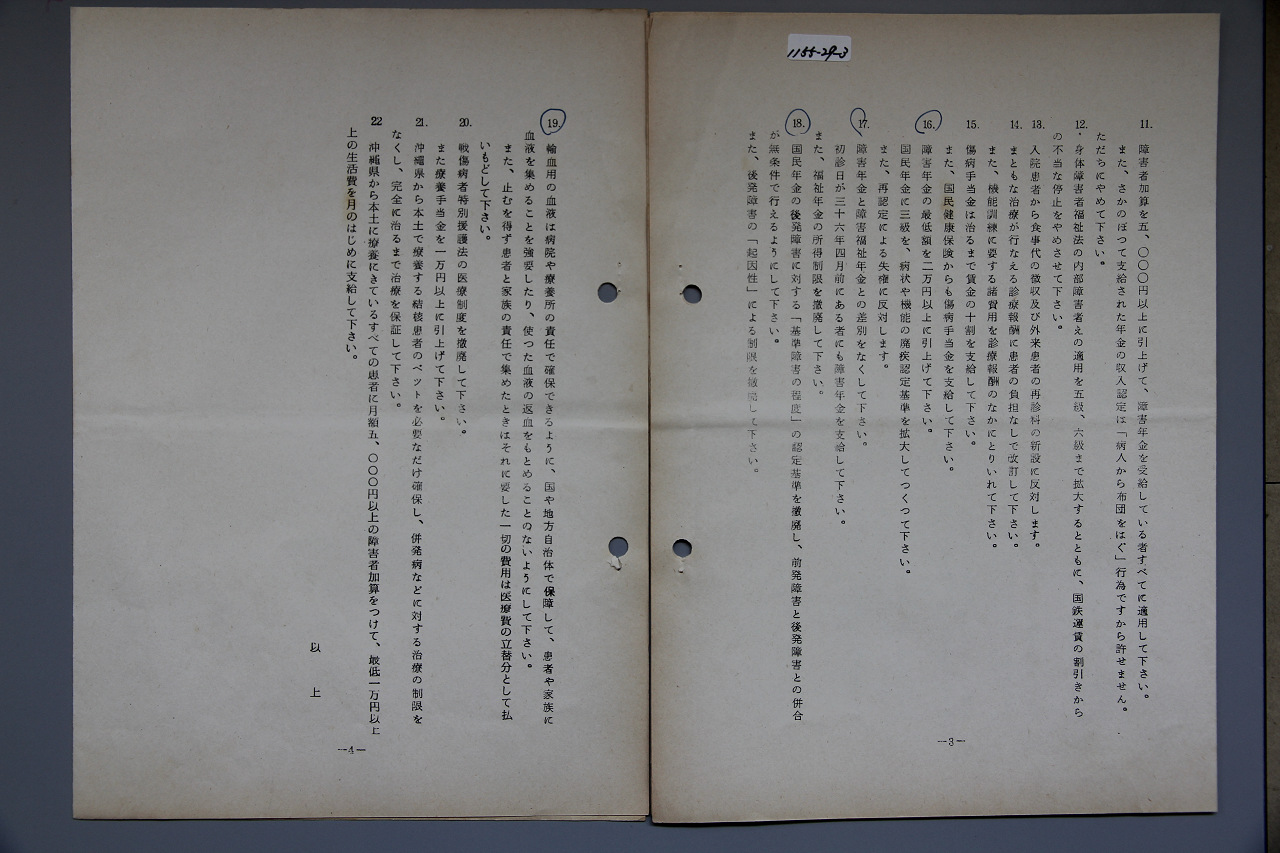 1155-29-3
11. 障害者加算を五、〇〇〇円以上に引上げて、障害年金を受給している者すべてに適用して下さい。
また、さかのぼつて支給された年金の収入認定は「病人から布団をはぐ」行為ですから許せません。
ただちにやめて下さい。
12. 身体障害者福祉法の内部障害者えの適用を五級、六級まで拡大するとともに、国鉄運賃の割引きから
の不当な停止をやめさせて下さい。
13. 入院患者から食事代の徴収及び外来患者の再診料の新設に反対します。
14. まともな治療が行なえる診療報酬に患者の負担なしで改訂して下さい。
また、機能訓練に要する諸費用を診療報酬のなかにとりいれて下さい。
15. 傷病手当金は治るまで賃金の十割を支給して下さい。
また、国民健康保険からも傷病手当金を支給して下さい。
16. 障害年金の最低額を二万円以上に引上げて下さい。
国民年金に三級を、病状や機能の廃疾認定基準を拡大してつくつて下さい。
また、再認定による失権に反対します。
17. 障害年金と障害福祉年金との差別をなくして下さい。
初診日が三十六年四月前にある者にも障害年金を支給して下さい。
また、福祉年金の所得制限を撤廃して下さい。
18. 国民年金の後発障害に対する「基準障害の程度」の認定基準を撤廃し、前発障害と後発障害との併合
が無条件で行えるようにして下さい。
また、後発障害の「起因性」による制限を撤廃して下さい。
—3—
19. 輸血用の血液は病院や療養所の責任で確保できるように、国や地方自治体で保障して、患者や家族に
血液を集めることを強要したり、使つた血液の返血をもとめることのないようにして下さい。
また、止むを得ず患者と家族の責任で集めたときはそれに要した一切の費用は医療費の立替分として払
いもどして下さい。
20. 戦傷病者特別援護法の医療制度を撤廃して下さい。
また療養手当金を一万円以上に引上げて下さい。
21. 沖縄県から本土で療養する結核患者のベットを必要なだけ確保し、併発病などに対する治療の制限を
なくし、完全に治るまで治療を保証して下さい。
22 沖縄県から本土に療養にきているすべての患者に月額五、〇〇〇円以上の障害者加算をつけて、最低一万円以上
上の生活費を月のはじめに支給して下さい。
以上
—4—